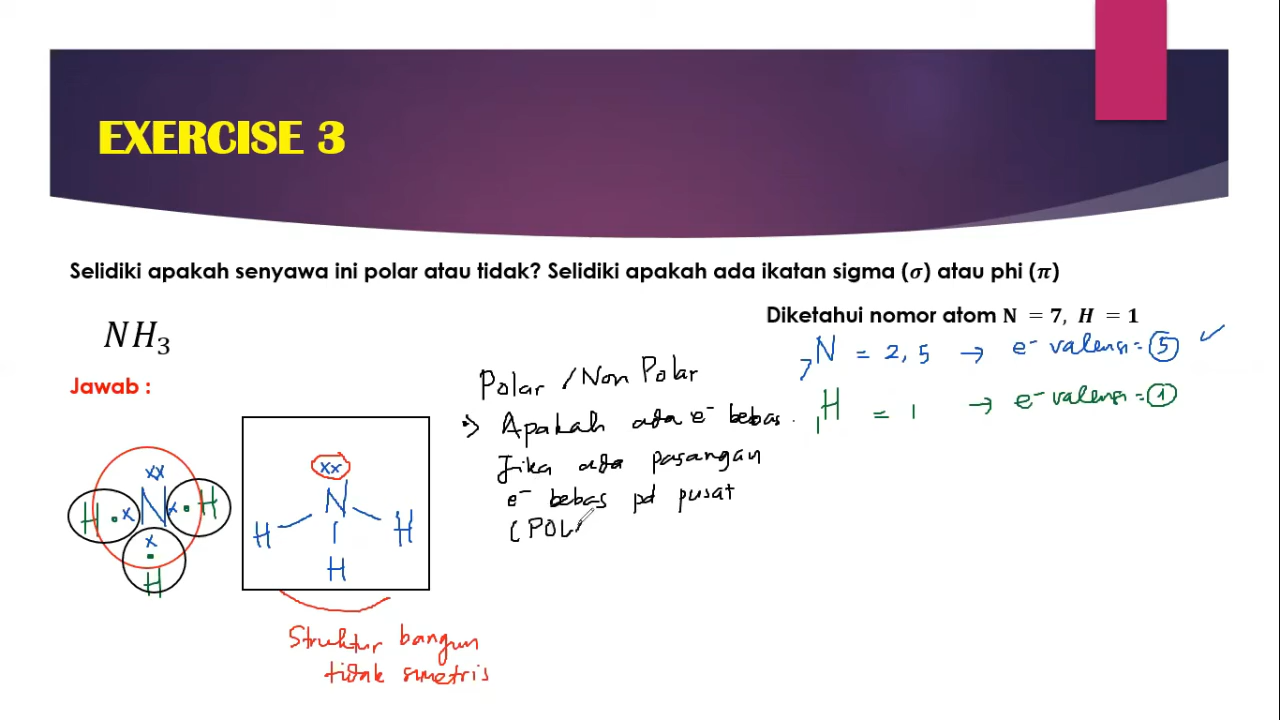 EXERCISE 3
Selidiki apakah senyawa ini polar atau tidak? Selidiki apakah ada ikatan sigma (σ) atau phi (π)
Diketahui nomor atom N = 7, H = 1
NH₃
₇N = 2, 5 → e⁻ valensi = 5 ✓
Jawab :
Polar / Non Polar
₁H = 1 → e⁻ valensi = 1
→ Apakah ada e⁻ bebas.
Jika ada pasangan
e⁻ bebas pd pusat
(POLA
xx
H · x N x · H
x
·
H
xx
N
H H
H
Struktur bangun
tidak simetris